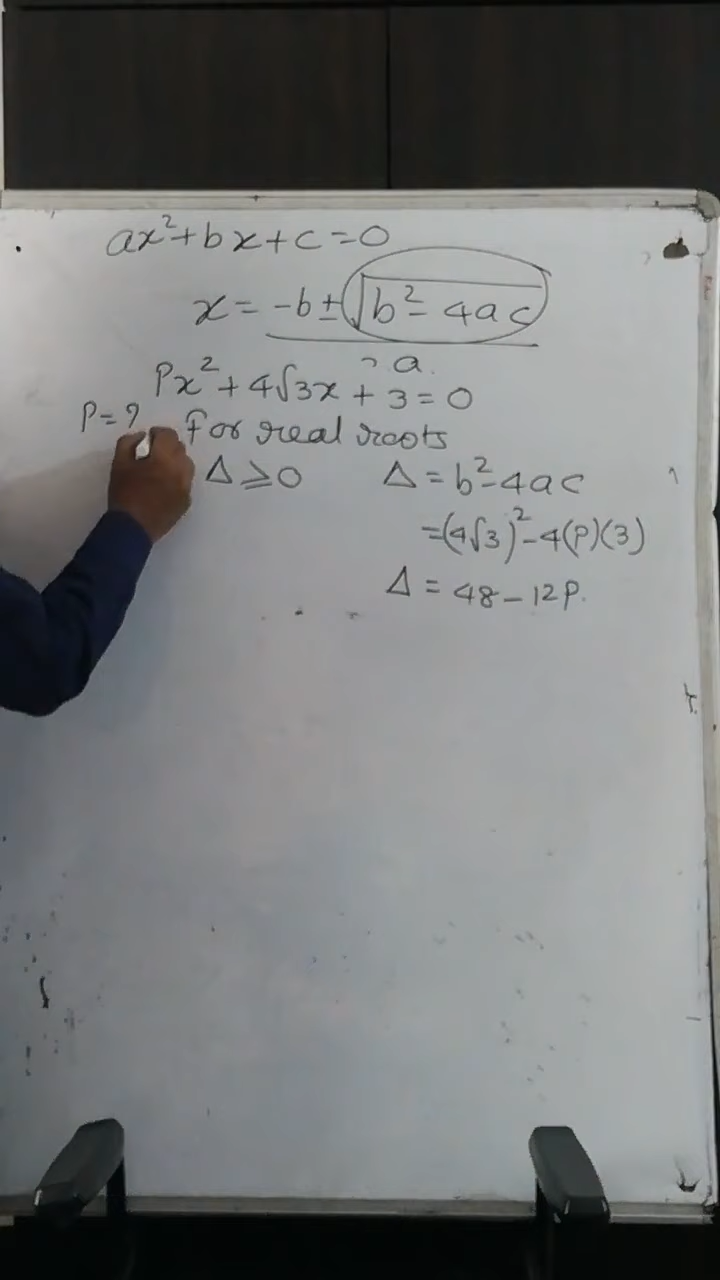 ax²+bx+c=0
x = -b ± √b²-4ac
2a
Px²+4√3x+3=0
P=? For real roots
Δ≥0 Δ=b²-4ac
=(4√3)²-4(P)(3)
Δ=48-12P.